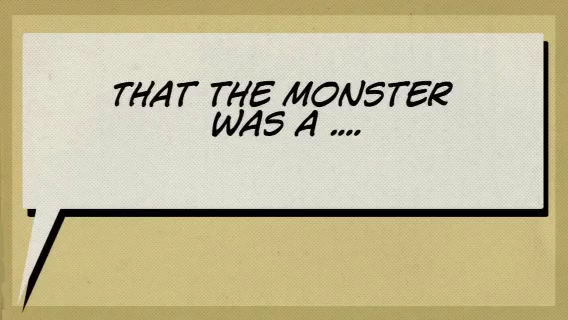 THAT THE MONSTER
WAS A ....